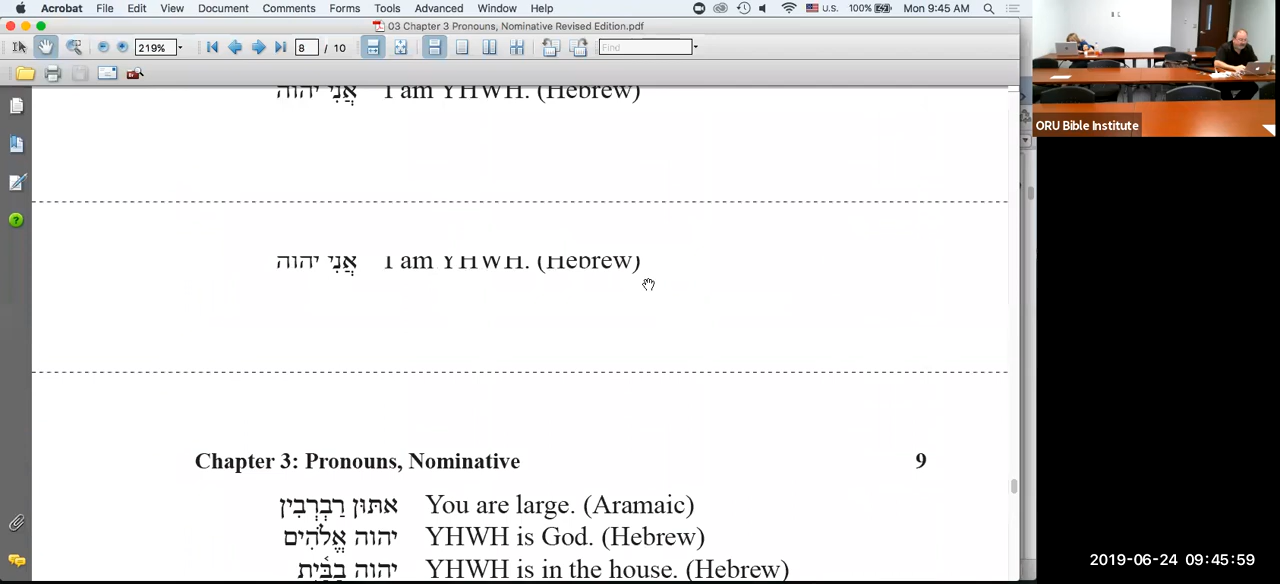 Acrobat File Edit View Document Comments Forms Tools Advanced Window Help U.S. 100% Mon 9:45 AM
03 Chapter 3 Pronouns, Nominative Revised Edition.pdf
219% 8 / 10 Find
אֲנִי יהוה I am YHWH. (Hebrew)
אֲנִי יהוה I am YHWH. (Hebrew)
Chapter 3: Pronouns, Nominative 9
אתּוּן רַבְרְבִין You are large. (Aramaic)
יהוה אֱלֹהִים YHWH is God. (Hebrew)
יהוה בַּבַּ֫יִת YHWH is in the house. (Hebrew)
ORU Bible Institute
2019-06-24 09:45:59